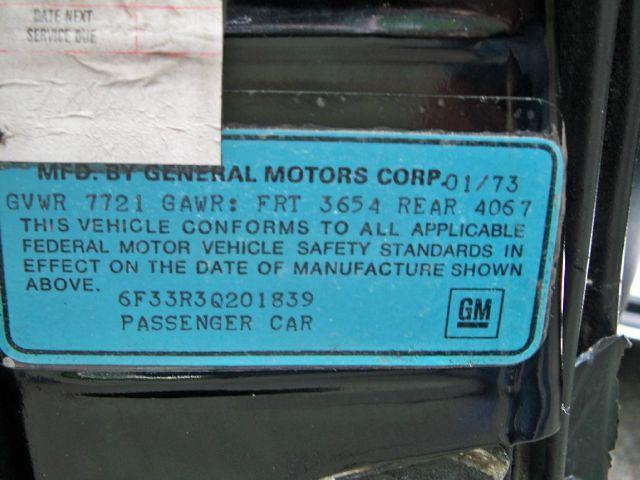 DATE NEXT
SERVICE DUE
MFD. BY GENERAL MOTORS CORP. 01/73
GVWR 7721 GAWR: FRT 3654 REAR 4067
THIS VEHICLE CONFORMS TO ALL APPLICABLE
FEDERAL MOTOR VEHICLE SAFETY STANDARDS IN
EFFECT ON THE DATE OF MANUFACTURE SHOWN
ABOVE.
6F33R3Q201839
PASSENGER CAR
GM